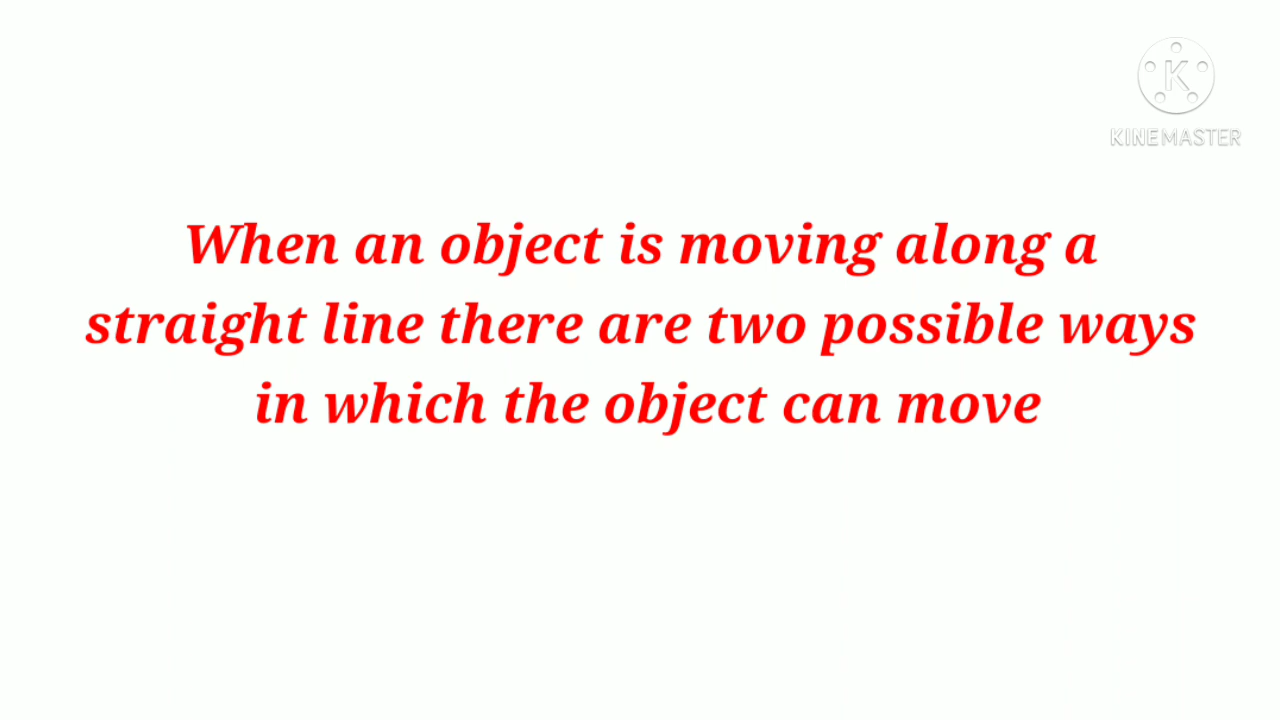 K
KINEMASTER
When an object is moving along a
straight line there are two possible ways
in which the object can move